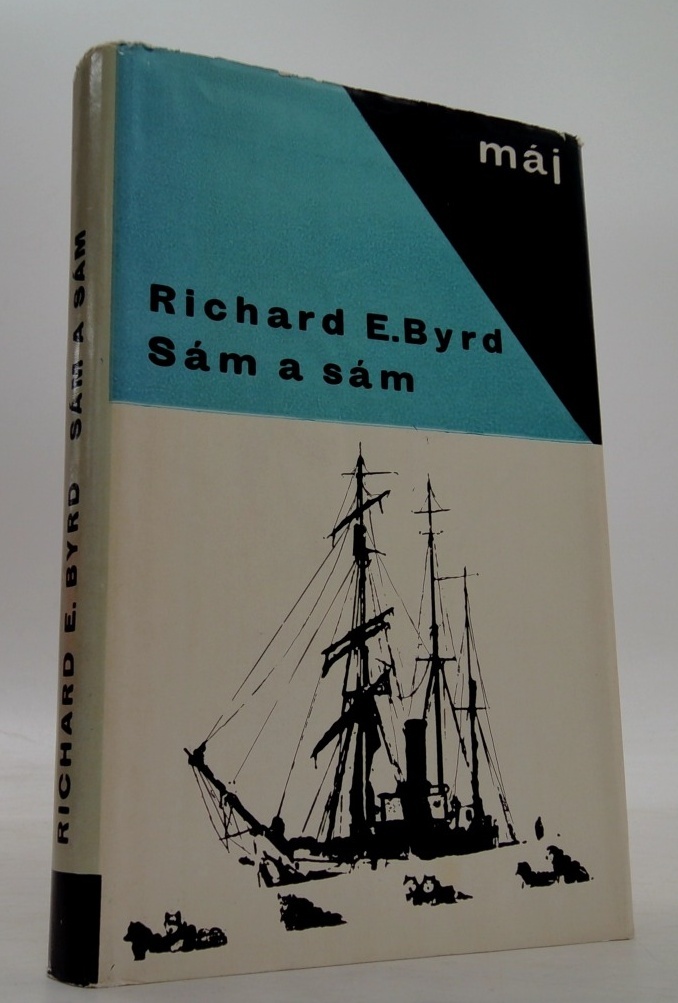 máj
Richard E. Byrd
Sám a sám
RICHARD E. BYRD SÁM A SÁM